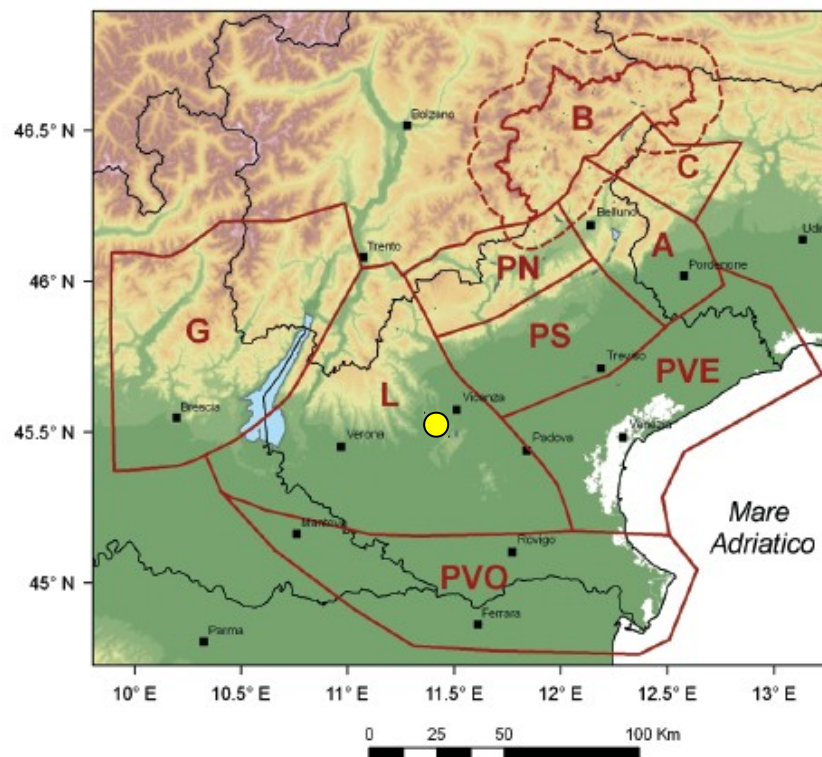 46.5° N
46° N
45.5° N
45° N
10° E
10.5° E
11° E
11.5° E
12° E
12.5° E
13° E
Bolzano
B
C
Belluno
A
Trento
PN
Pordenone
Udi
G
PS
Treviso
PVE
Brescia
L
Vicenza
Verona
Padova
Venezia
Mare
Adriatico
Mantova
Rovigo
PVO
Ferrara
Parma
0 25 50 100 Km